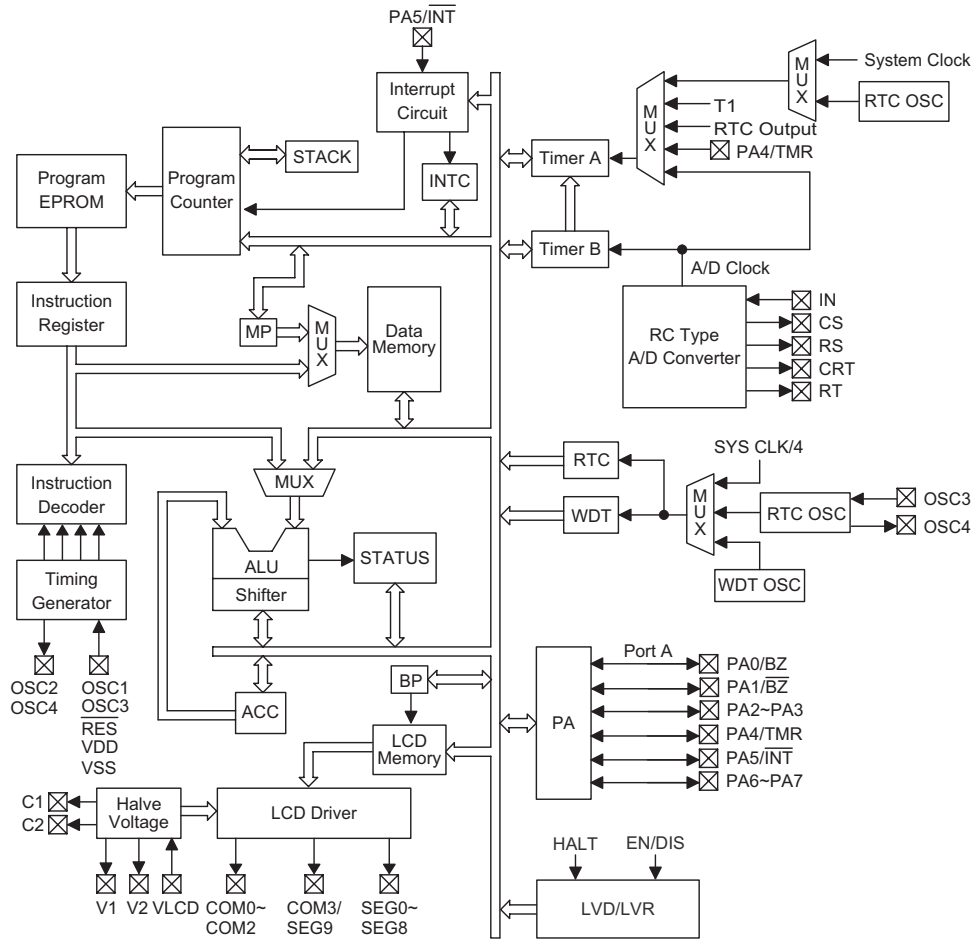 PA5/INT
Interrupt
Circuit
STACK
Program
EPROM
Program
Counter
INTC
Instruction
Register
MP
MUX
Data
Memory
MUX
Instruction
Decoder
ALU
Shifter
STATUS
Timing
Generator
OSC2
OSC4
OSC1
OSC3
RES
VDD
VSS
ACC
BP
LCD
Memory
C1
C2
Halve
Voltage
LCD Driver
V1
V2
VLCD
COM0~
COM2
COM3/
SEG9
SEG0~
SEG8
MUX
System Clock
RTC OSC
MUX
T1
RTC Output
PA4/TMR
Timer A
Timer B
A/D Clock
RC Type
A/D Converter
IN
CS
RS
CRT
RT
RTC
WDT
SYS CLK/4
MUX
RTC OSC
OSC3
OSC4
WDT OSC
Port A
PA
PA0/BZ
PA1/BZ
PA2~PA3
PA4/TMR
PA5/INT
PA6~PA7
HALT
EN/DIS
LVD/LVR